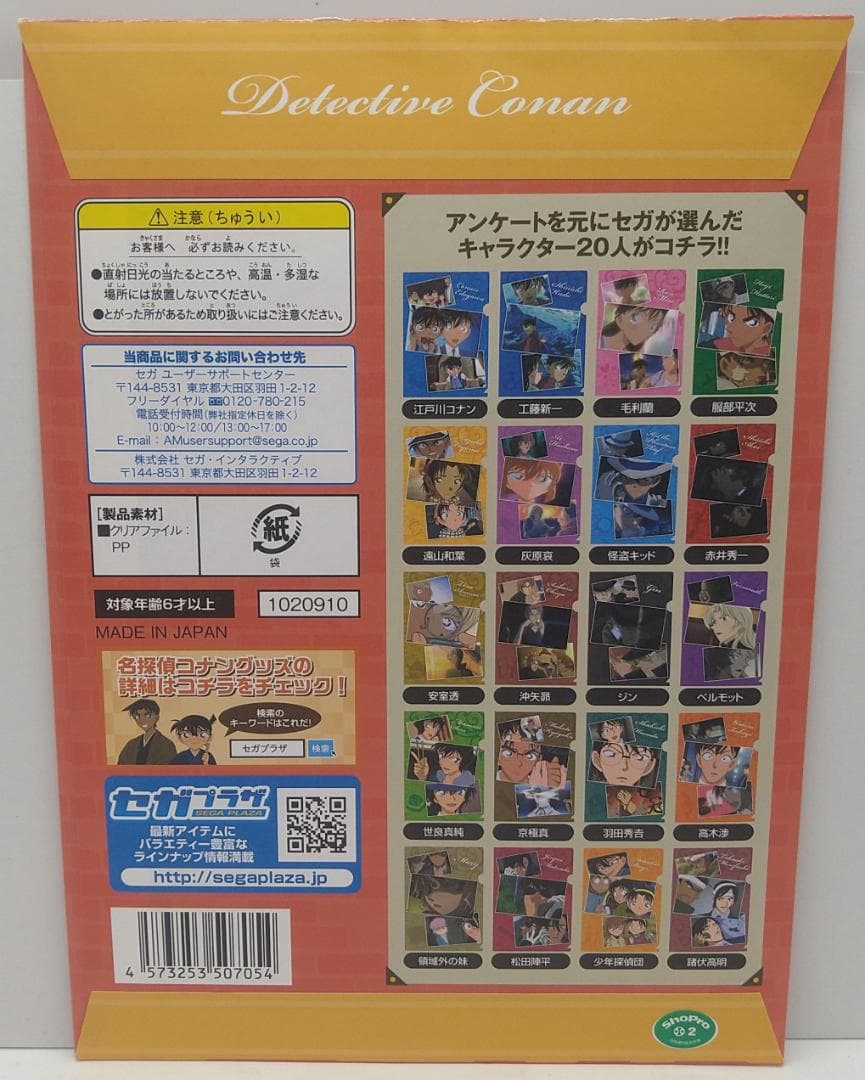 Detective Conan
注意(ちゅうい)
お客様へ 必ずお読みください。
●直射日光の当たるところや、高温・多湿な
場所には放置しないでください。
●とがった所があるため取り扱いにはご注意ください。
当商品に関するお問い合わせ先
セガ ユーザーサポートセンター
〒144-8531 東京都大田区羽田1-2-12
フリーダイヤル 0120-780-215
電話受付時間(弊社指定休日を除く)
10:00~12:00/13:00~17:00
E-mail : AMusersupport@sega.co.jp
株式会社 セガ・インタラクティブ
〒144-8531 東京都大田区羽田1-2-12
[製品素材]
■クリアファイル:
PP
紙
袋
対象年齢6才以上
1020910
MADE IN JAPAN
名探偵コナングッズの
詳細はコチラをチェック!
検索の
キーワードはこれだ!
セガプラザ 検索
セガプラザ
SEGA PLAZA
最新アイテムに
バラエティー豊富な
ラインナップ情報満載
http://segaplaza.jp
4 573253 507054
アンケートを元にセガが選んだ
キャラクター20人がコチラ!!
江戸川コナン 工藤新一 毛利蘭 服部平次
遠山和葉 灰原哀 怪盗キッド 赤井秀一
安室透 沖矢昴 ジン ベルモット
世良真純 京極真 羽田秀吉 高木渉
領域外の妹 松田陣平 少年探偵団 諸伏高明
ShoPro
2